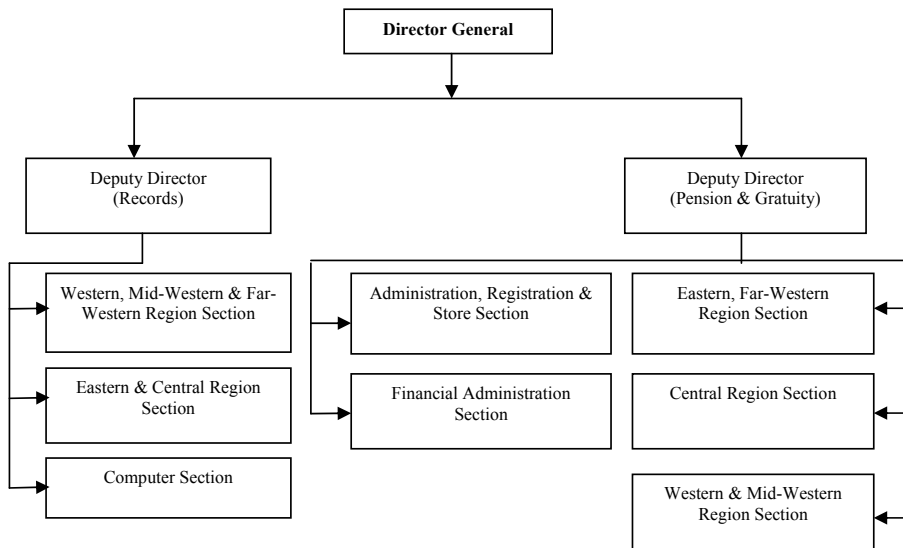 Director General
Deputy Director
(Records)
Deputy Director
(Pension & Gratuity)
Western, Mid-Western & Far-
Western Region Section
Administration, Registration &
Store Section
Eastern, Far-Western
Region Section
Eastern & Central Region
Section
Financial Administration
Section
Central Region Section
Computer Section
Western & Mid-Western
Region Section